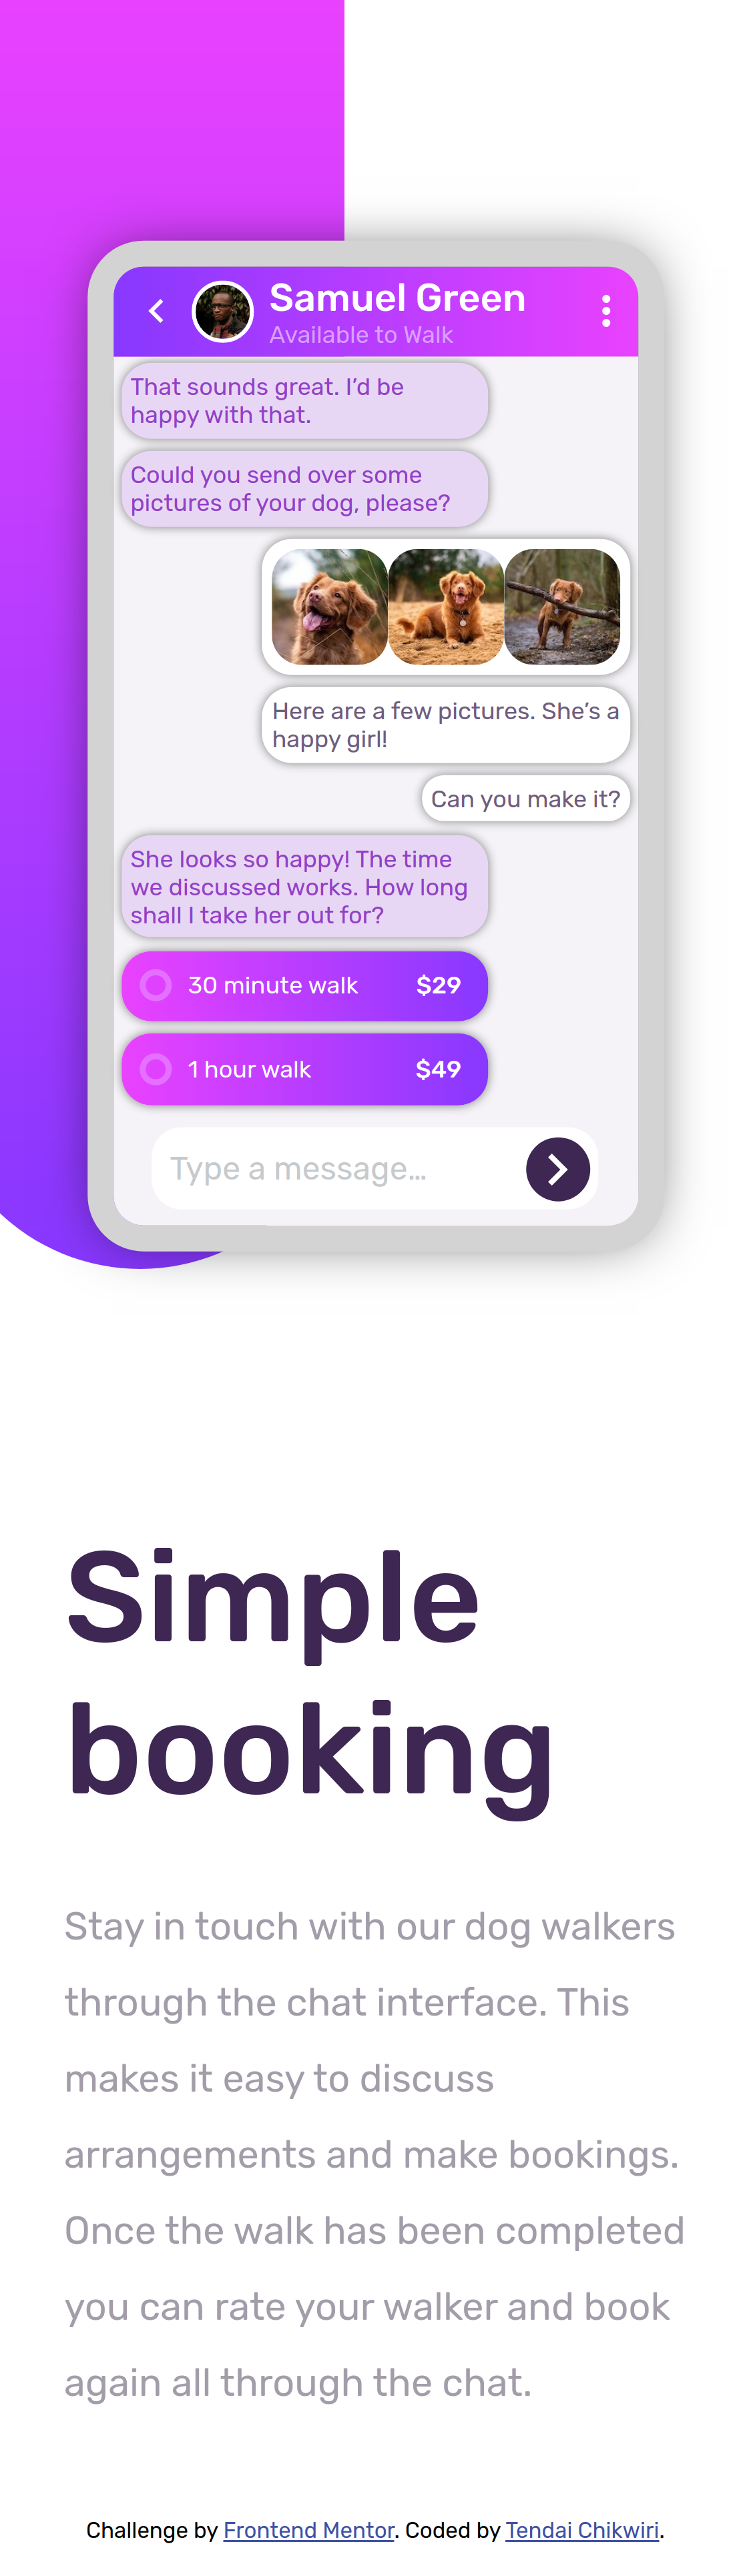 Samuel Green
Available to Walk
That sounds great. I’d be
happy with that.
Could you send over some
pictures of your dog, please?
Here are a few pictures. She’s a
happy girl!
Can you make it?
She looks so happy! The time
we discussed works. How long
shall I take her out for?
30 minute walk $29
1 hour walk $49
Type a message…
Simple
booking
Stay in touch with our dog walkers
through the chat interface. This
makes it easy to discuss
arrangements and make bookings.
Once the walk has been completed
you can rate your walker and book
again all through the chat.
Challenge by Frontend Mentor. Coded by Tendai Chikwiri.